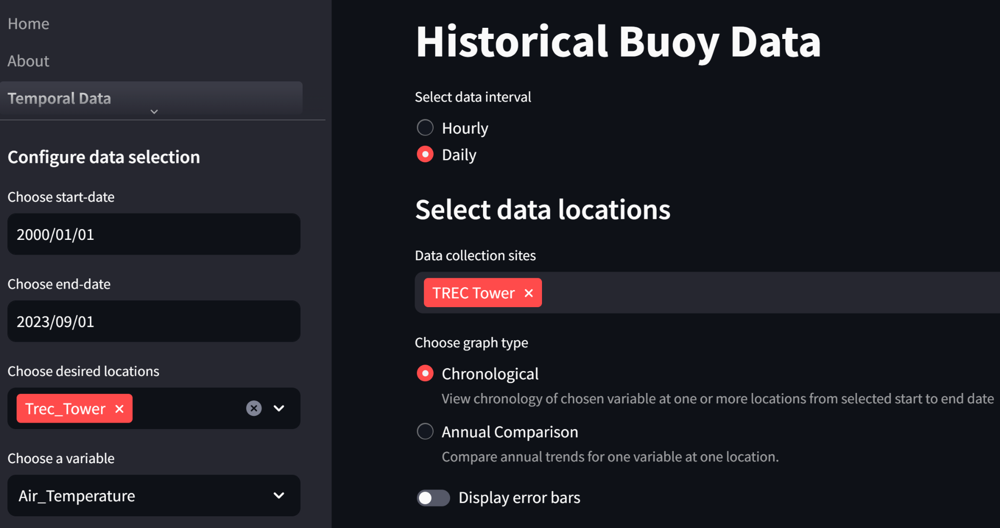 Home
About
Temporal Data
Configure data selection
Choose start-date
2000/01/01
Choose end-date
2023/09/01
Choose desired locations
Trec_Tower
Choose a variable
Air_Temperature
Historical Buoy Data
Select data interval
Hourly
Daily
Select data locations
Data collection sites
TREC Tower
Choose graph type
Chronological
View chronology of chosen variable at one or more locations from selected start to end date
Annual Comparison
Compare annual trends for one variable at one location.
Display error bars